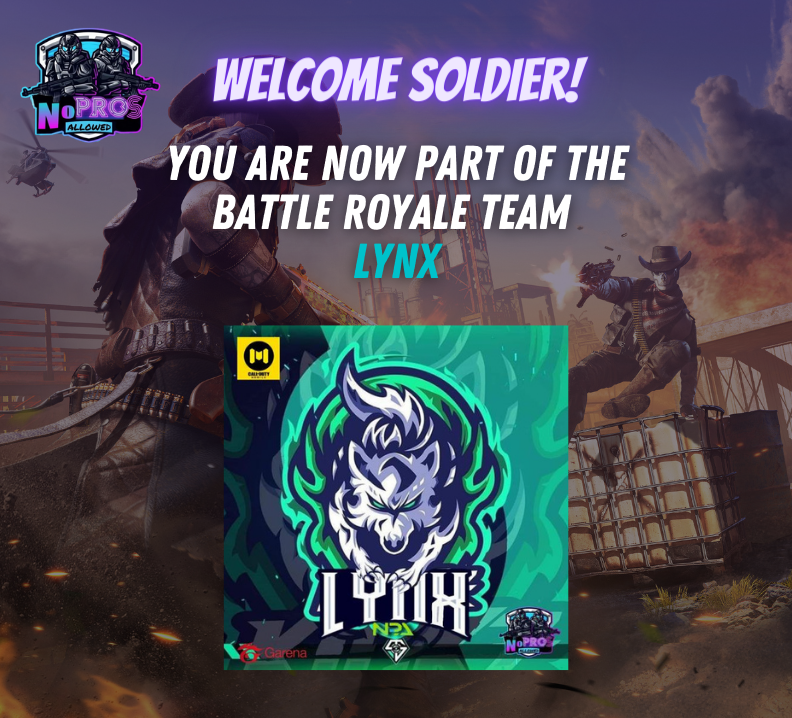 NoPROS
ALLOWED
WELCOME SOLDIER!
YOU ARE NOW PART OF THE
BATTLE ROYALE TEAM
LYNX
CALL OF DUTY
LYNX
NPA
Garena
NoPROS
ALLOWED